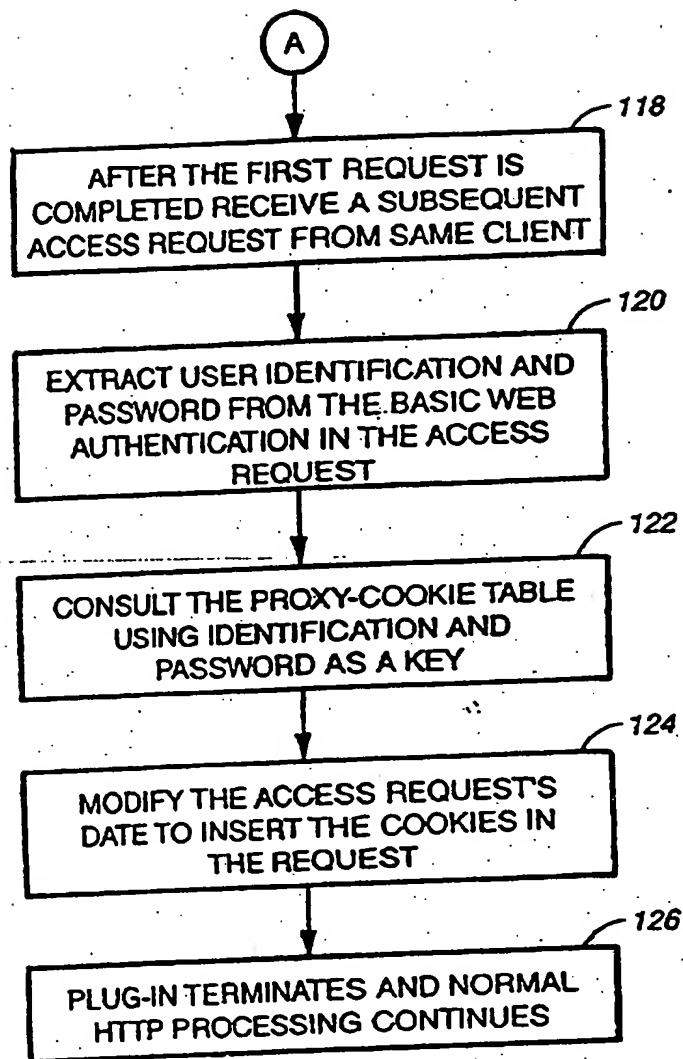 A
118
AFTER THE FIRST REQUEST IS
COMPLETED RECEIVE A SUBSEQUENT
ACCESS REQUEST FROM SAME CLIENT
120
EXTRACT USER IDENTIFICATION AND
PASSWORD FROM THE BASIC WEB
AUTHENTICATION IN THE ACCESS
REQUEST
122
CONSULT THE PROXY-COOKIE TABLE
USING IDENTIFICATION AND
PASSWORD AS A KEY
124
MODIFY THE ACCESS REQUEST'S
DATE TO INSERT THE COOKIES IN
THE REQUEST
126
PLUG-IN TERMINATES AND NORMAL
HTTP PROCESSING CONTINUES